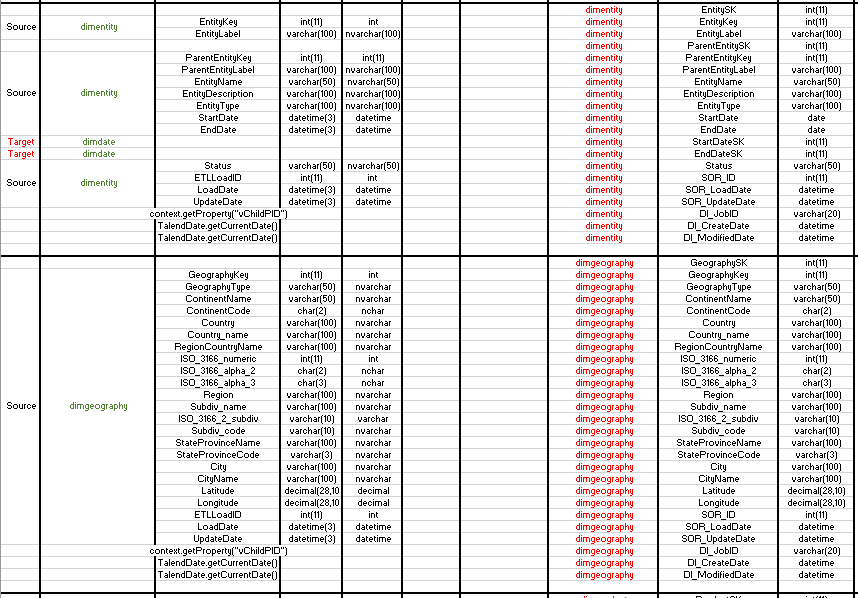 dimentity EntitySK int(11)
Source dimentity EntityKey int(11) int dimentity EntityKey int(11)
EntityLabel varchar(100) nvarchar(100) dimentity EntityLabel varchar(100)
dimentity ParentEntitySK int(11)
ParentEntityKey int(11) int(11) dimentity ParentEntityKey int(11)
ParentEntityLabel varchar(100) nvarchar(100) dimentity ParentEntityLabel varchar(100)
EntityName varchar(50) nvarchar(50) dimentity EntityName varchar(50)
Source dimentity EntityDescription varchar(100) nvarchar(100) dimentity EntityDescription varchar(100)
EntityType varchar(100) nvarchar(100) dimentity EntityType varchar(100)
StartDate datetime(3) datetime dimentity StartDate date
EndDate datetime(3) datetime dimentity EndDate date
Target dimdate dimentity StartDateSK int(11)
Target dimdate dimentity EndDateSK int(11)
Status varchar(50) nvarchar(50) dimentity Status varchar(50)
Source dimentity ETLLoadID int(11) int dimentity SOR_ID int(11)
LoadDate datetime(3) datetime dimentity SOR_LoadDate datetime
UpdateDate datetime(3) datetime dimentity SOR_UpdateDate datetime
context.getProperty("vChildPID") dimentity DI_JobID varchar(20)
TalendDate.getCurrentDate() dimentity DI_CreateDate datetime
TalendDate.getCurrentDate() dimentity DI_ModifiedDate datetime
dimgeography GeographySK int(11)
GeographyKey int(11) int dimgeography GeographyKey int(11)
GeographyType varchar(50) nvarchar dimgeography GeographyType varchar(50)
ContinentName varchar(50) nvarchar dimgeography ContinentName varchar(50)
ContinentCode char(2) nchar dimgeography ContinentCode char(2)
Country varchar(100) nvarchar dimgeography Country varchar(100)
Country_name varchar(100) nvarchar dimgeography Country_name varchar(100)
RegionCountryName varchar(100) nvarchar dimgeography RegionCountryName varchar(100)
ISO_3166_numeric int(11) int dimgeography ISO_3166_numeric int(11)
ISO_3166_alpha_2 char(2) nchar dimgeography ISO_3166_alpha_2 char(2)
ISO_3166_alpha_3 char(3) nchar dimgeography ISO_3166_alpha_3 char(3)
Region varchar(100) nvarchar dimgeography Region varchar(100)
Source dimgeography Subdiv_name varchar(100) nvarchar dimgeography Subdiv_name varchar(100)
ISO_3166_2_subdiv varchar(10) varchar dimgeography ISO_3166_2_subdiv varchar(10)
Subdiv_code varchar(10) nvarchar dimgeography Subdiv_code varchar(10)
StateProvinceName varchar(100) nvarchar dimgeography StateProvinceName varchar(100)
StateProvinceCode varchar(3) nvarchar dimgeography StateProvinceCode varchar(3)
City varchar(100) nvarchar dimgeography City varchar(100)
CityName varchar(100) nvarchar dimgeography CityName varchar(100)
Latitude decimal(28,10 decimal dimgeography Latitude decimal(28,10)
Longitude decimal(28,10 decimal dimgeography Longitude decimal(28,10)
ETLLoadID int(11) int dimgeography SOR_ID int(11)
LoadDate datetime(3) datetime dimgeography SOR_LoadDate datetime
UpdateDate datetime(3) datetime dimgeography SOR_UpdateDate datetime
context.getProperty("vChildPID") dimgeography DI_JobID varchar(20)
TalendDate.getCurrentDate() dimgeography DI_CreateDate datetime
TalendDate.getCurrentDate() dimgeography DI_ModifiedDate datetime